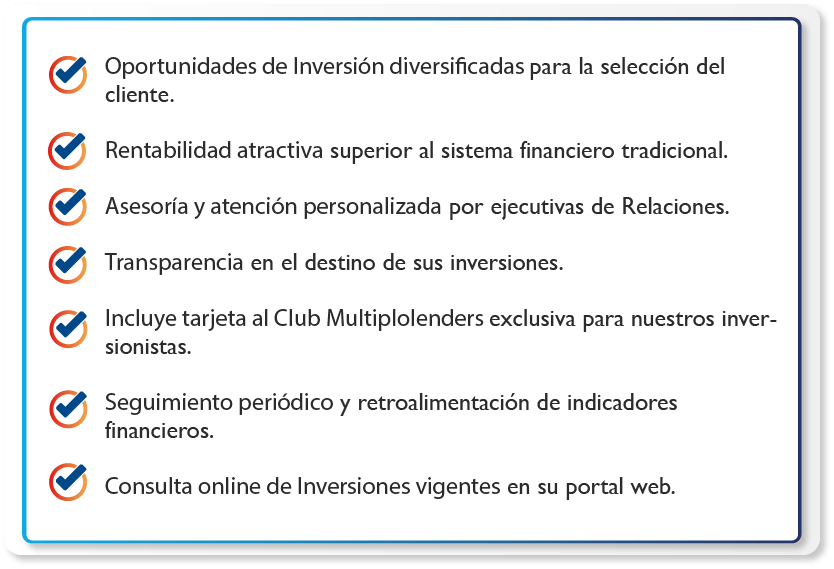 Oportunidades de Inversión diversificadas para la selección del
cliente.
Rentabilidad atractiva superior al sistema financiero tradicional.
Asesoría y atención personalizada por ejecutivas de Relaciones.
Transparencia en el destino de sus inversiones.
Incluye tarjeta al Club Multiplolenders exclusiva para nuestros inver-
sionistas.
Seguimiento periódico y retroalimentación de indicadores
financieros.
Consulta online de Inversiones vigentes en su portal web.